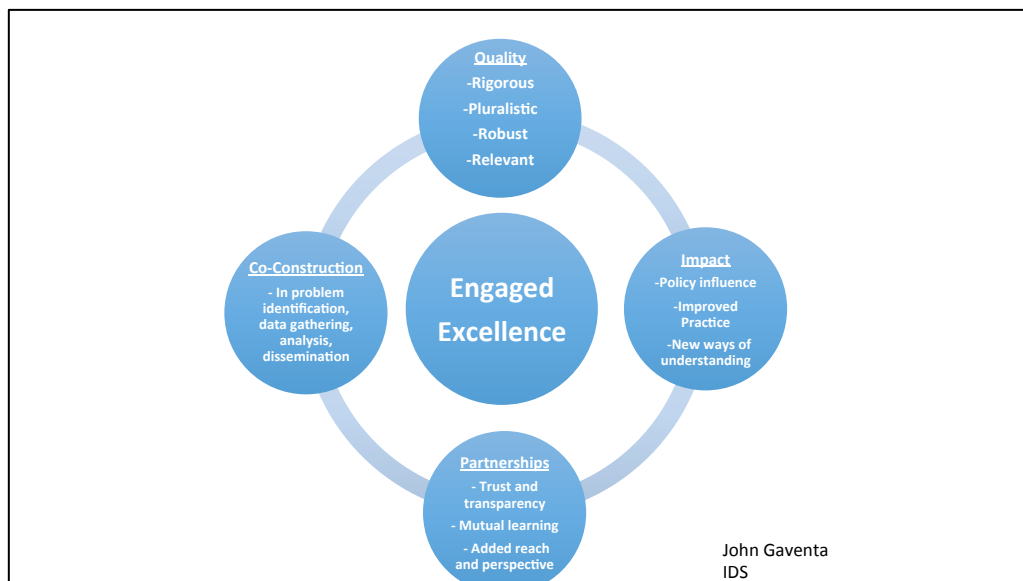 Quality
-Rigorous
-Pluralistic
-Robust
-Relevant
Co-Construction
- In problem
identification,
data gathering,
analysis,
dissemination
Engaged
Excellence
Impact
-Policy influence
-Improved
Practice
-New ways of
understanding
Partnerships
- Trust and
transparency
- Mutual learning
- Added reach
and perspective
John Gaventa
IDS